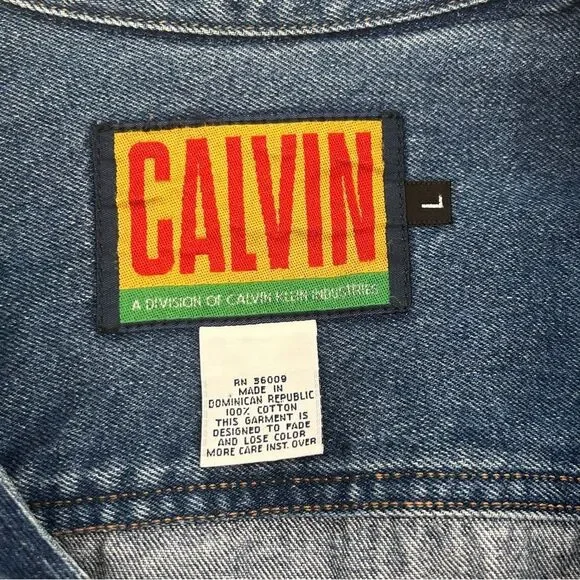 CALVIN
L
A DIVISION OF CALVIN KLEIN INDUSTRIES
RN 36009
MADE IN
DOMINICAN REPUBLIC
100% COTTON
THIS GARMENT IS
DESIGNED TO FADE
AND LOSE COLOR
MORE CARE INST. OVER